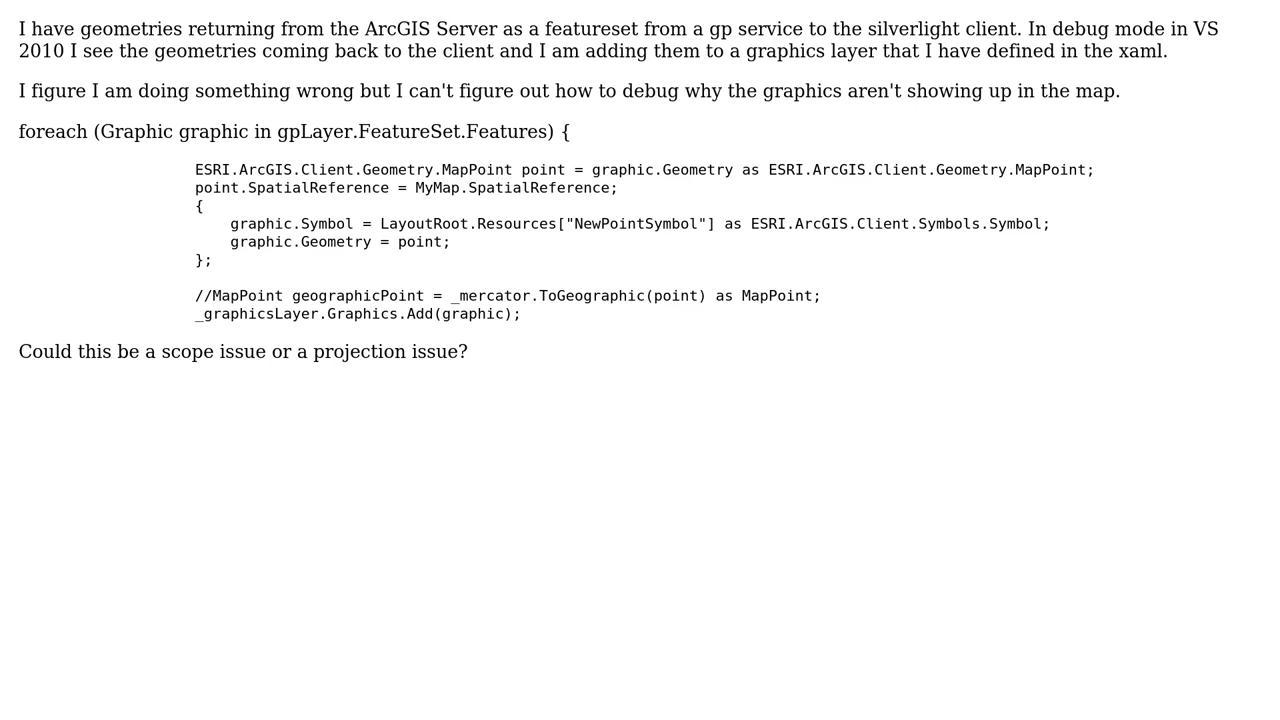 I have geometries returning from the ArcGIS Server as a featureset from a gp service to the silverlight client. In debug mode in VS
2010 I see the geometries coming back to the client and I am adding them to a graphics layer that I have defined in the xaml.
I figure I am doing something wrong but I can't figure out how to debug why the graphics aren't showing up in the map.
foreach (Graphic graphic in gpLayer.FeatureSet.Features) {
ESRI.ArcGIS.Client.Geometry.MapPoint point = graphic.Geometry as ESRI.ArcGIS.Client.Geometry.MapPoint;
point.SpatialReference = MyMap.SpatialReference;
{
graphic.Symbol = LayoutRoot.Resources["NewPointSymbol"] as ESRI.ArcGIS.Client.Symbols.Symbol;
graphic.Geometry = point;
};
//MapPoint geographicPoint = _mercator.ToGeographic(point) as MapPoint;
_graphicsLayer.Graphics.Add(graphic);
Could this be a scope issue or a projection issue?